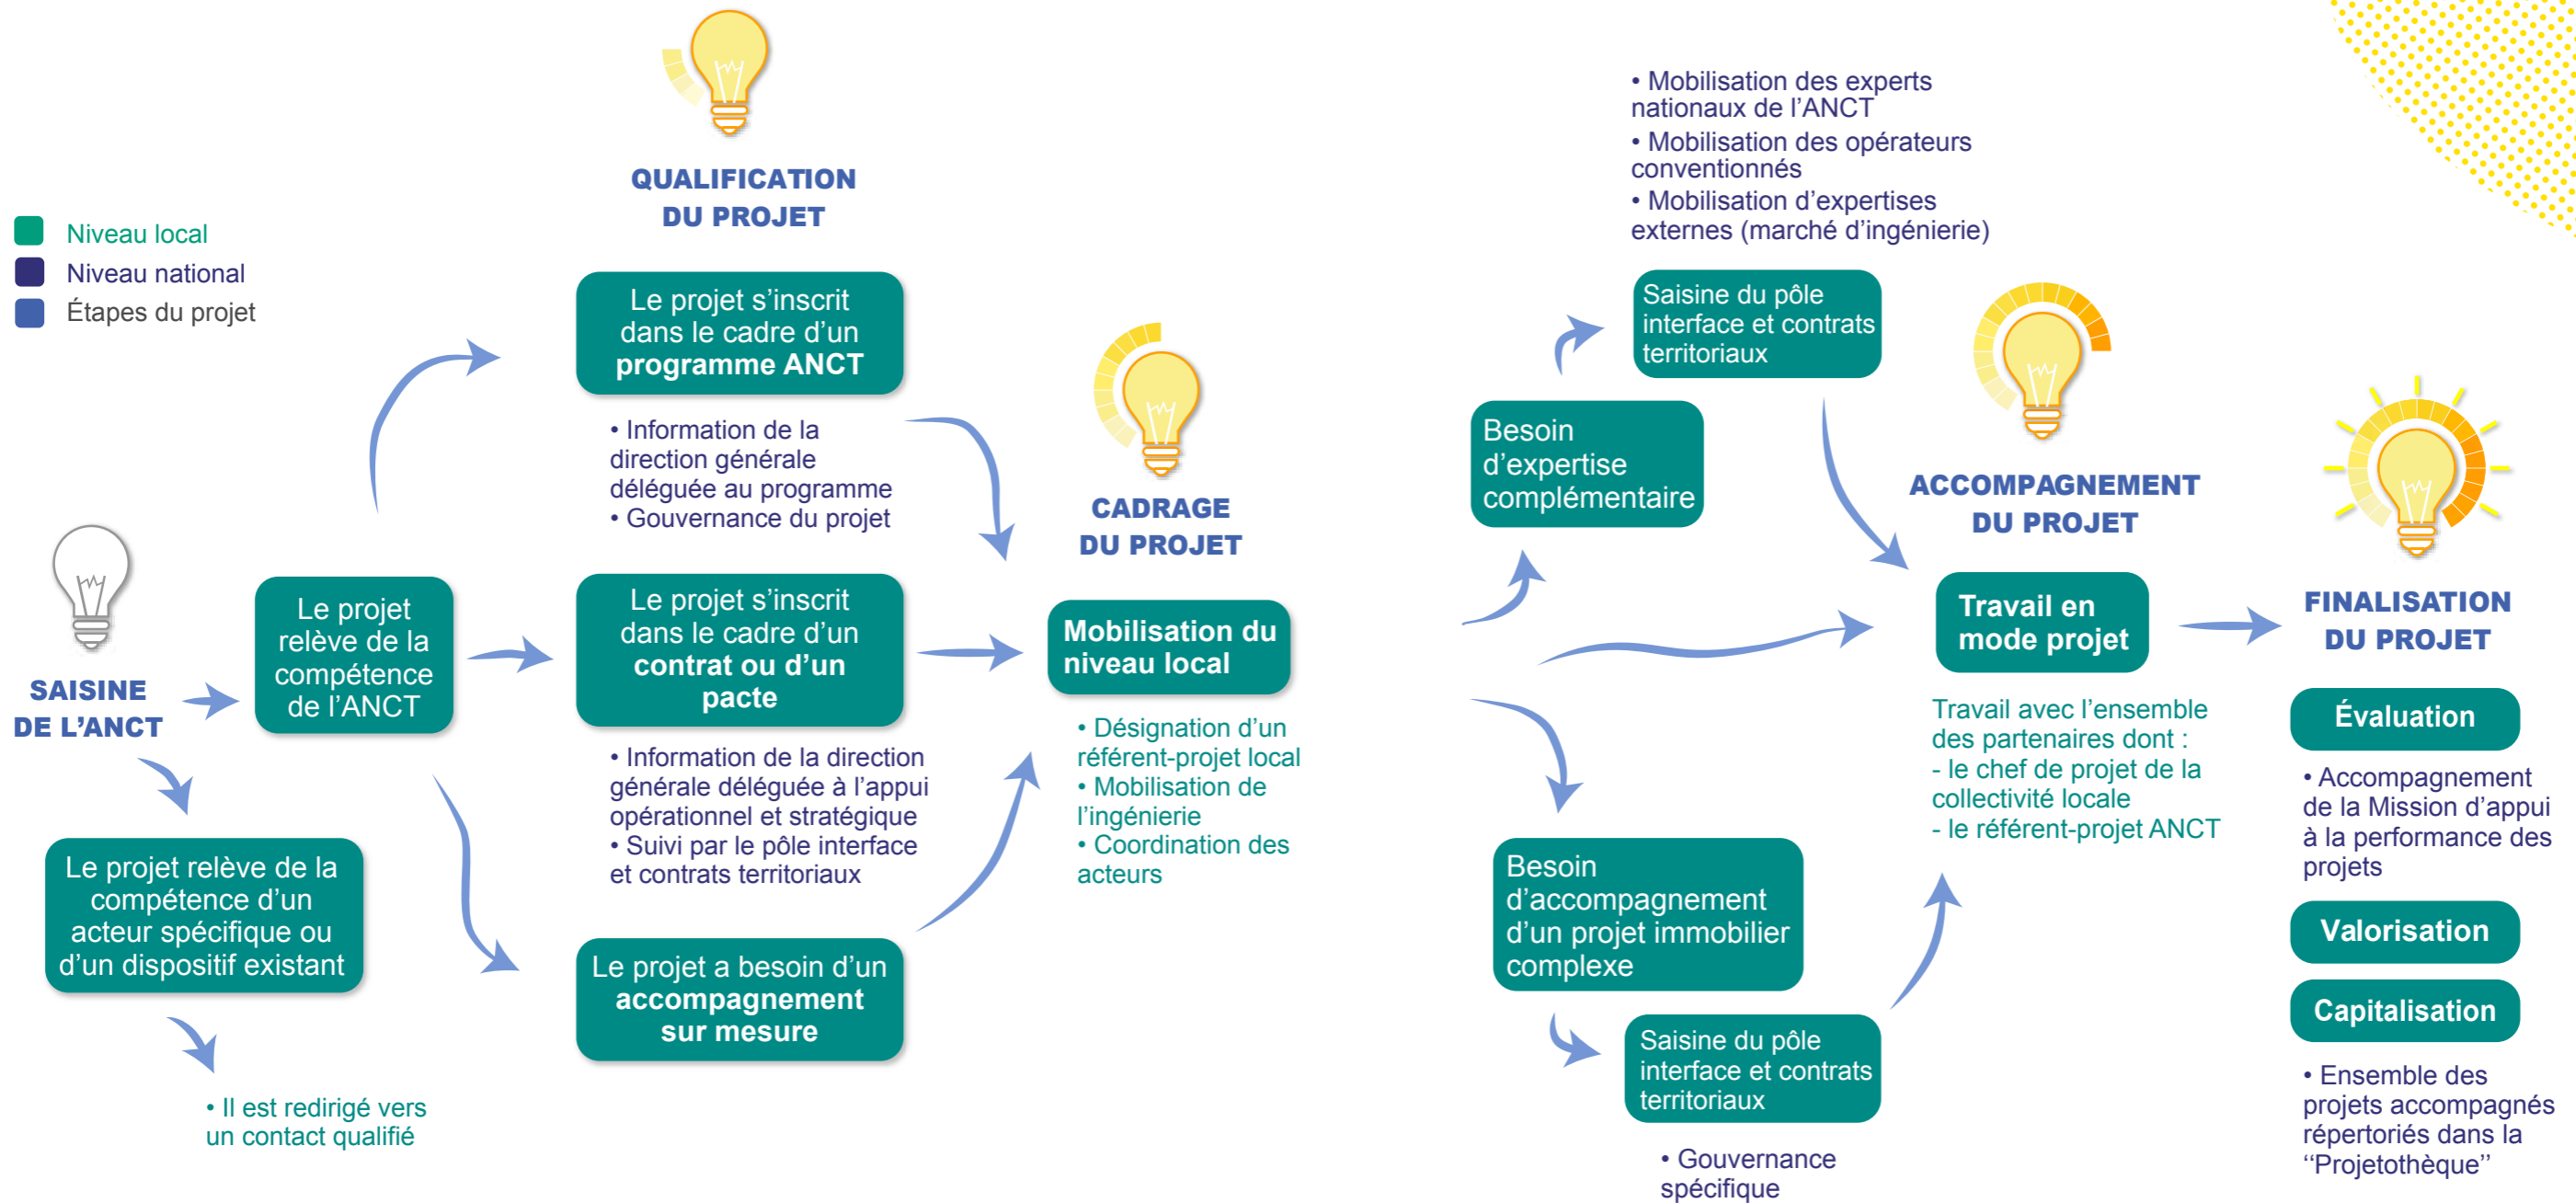 Niveau local
Niveau national
Étapes du projet
SAISINE
DE L’ANCT
Le projet
relève de la
compétence
de l’ANCT
Le projet relève de la
compétence d’un
acteur spécifique ou
d’un dispositif existant
• Il est redirigé vers
un contact qualifié
QUALIFICATION
DU PROJET
Le projet s’inscrit
dans le cadre d’un
programme ANCT
• Information de la
direction générale
déléguée au programme
• Gouvernance du projet
Le projet s’inscrit
dans le cadre d’un
contrat ou d’un
pacte
• Information de la direction
générale déléguée à l’appui
opérationnel et stratégique
• Suivi par le pôle interface
et contrats territoriaux
Le projet a besoin d’un
accompagnement
sur mesure
CADRAGE
DU PROJET
Mobilisation du
niveau local
• Désignation d’un
référent-projet local
• Mobilisation de
l’ingénierie
• Coordination des
acteurs
• Mobilisation des experts
nationaux de l’ANCT
• Mobilisation des opérateurs
conventionnés
• Mobilisation d’expertises
externes (marché d’ingénierie)
Saisine du pôle
interface et contrats
territoriaux
Besoin
d’expertise
complémentaire
Besoin
d’accompagnement
d’un projet immobilier
complexe
Saisine du pôle
interface et contrats
territoriaux
• Gouvernance
spécifique
ACCOMPAGNEMENT
DU PROJET
Travail en
mode projet
Travail avec l’ensemble
des partenaires dont :
- le chef de projet de la
collectivité locale
- le référent-projet ANCT
FINALISATION
DU PROJET
Évaluation
• Accompagnement
de la Mission d’appui
à la performance des
projets
Valorisation
Capitalisation
• Ensemble des
projets accompagnés
répertoriés dans la
‘‘Projetothèque’’